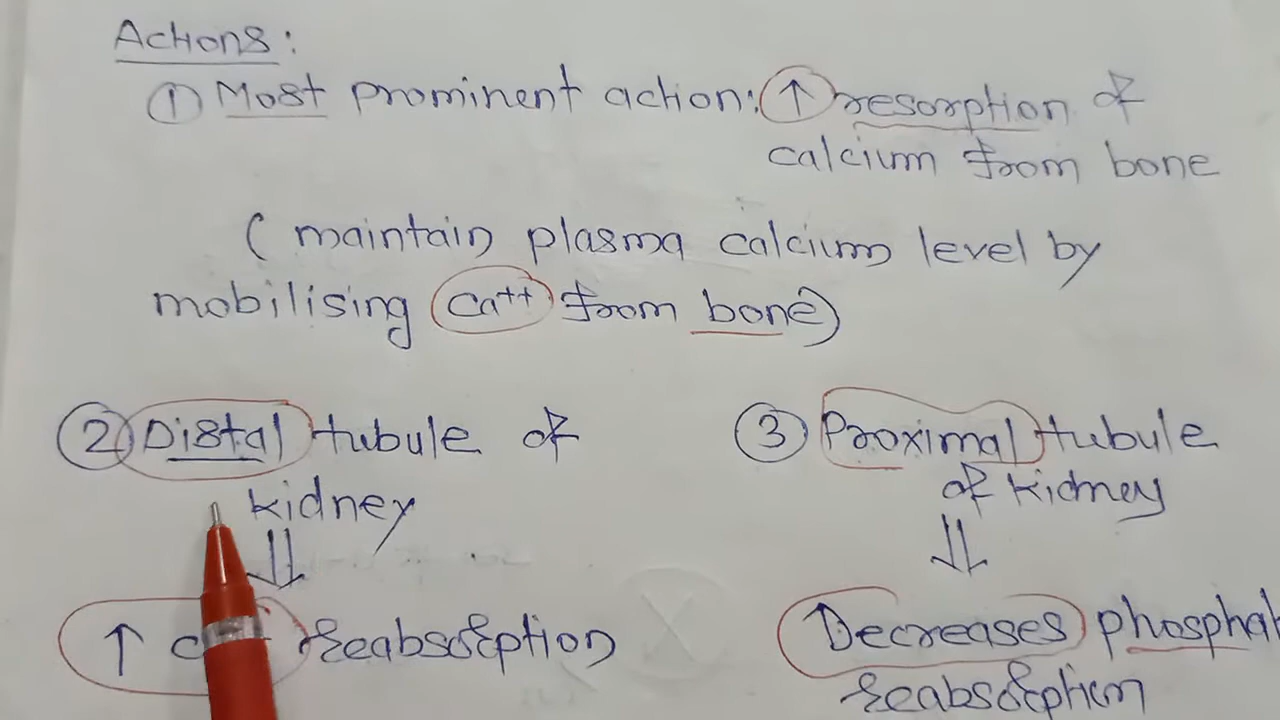 Actions:
① Most prominent action: ↑ resorption of
calcium from bone
( maintain plasma calcium level by
mobilising Ca++ from bone)
② Distal tubule of
kidney
⇓
↑ reabsorption
③ Proximal tubule
of kidney
⇓
Decreases phosphat
reabsorption